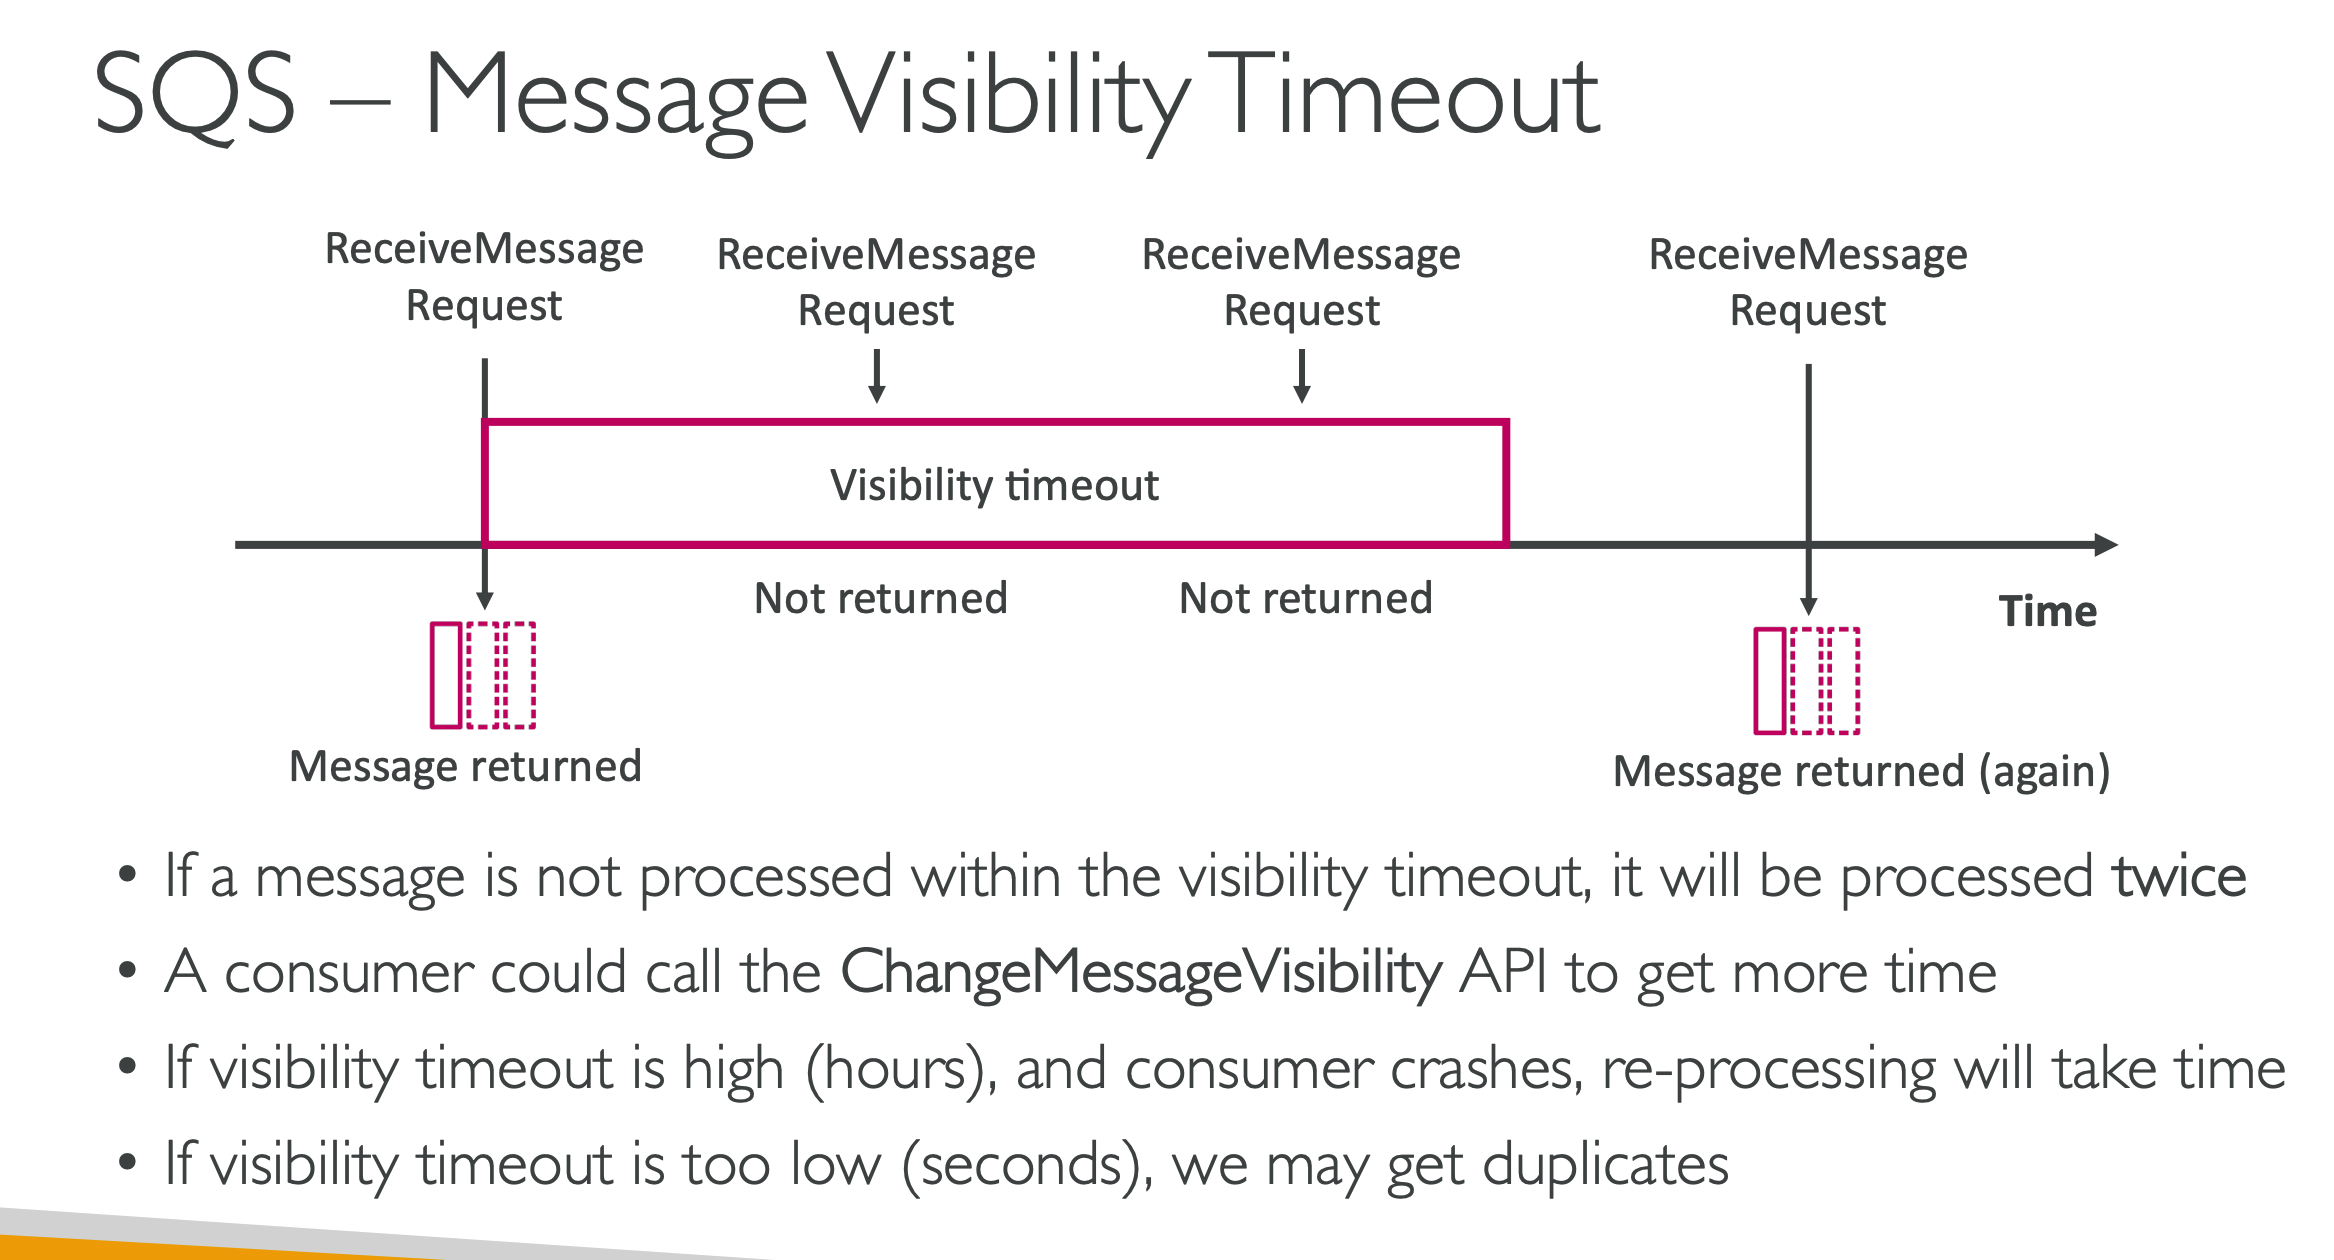 SQS – Message Visibility Timeout
ReceiveMessage
Request
ReceiveMessage
Request
ReceiveMessage
Request
ReceiveMessage
Request
Visibility timeout
Not returned
Not returned
Time
Message returned
Message returned (again)
• If a message is not processed within the visibility timeout, it will be processed twice
• A consumer could call the ChangeMessageVisibility API to get more time
• If visibility timeout is high (hours), and consumer crashes, re-processing will take time
• If visibility timeout is too low (seconds), we may get duplicates